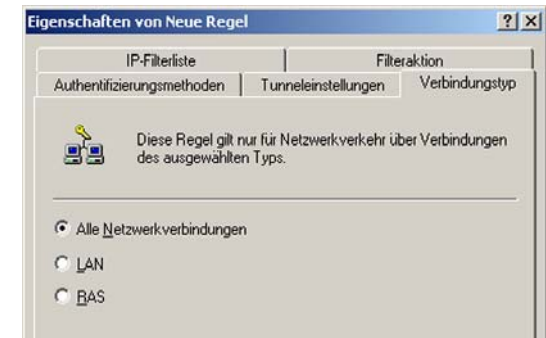 Eigenschaften von Neue Regel
IP-Filterliste
Filteraktion
Authentifizierungsmethoden
Tunneleinstellungen
Verbindungstyp
Diese Regel gilt nur für Netzwerkverkehr über Verbindungen
des ausgewählten Typs.
Alle Netzwerkverbindungen
LAN
RAS